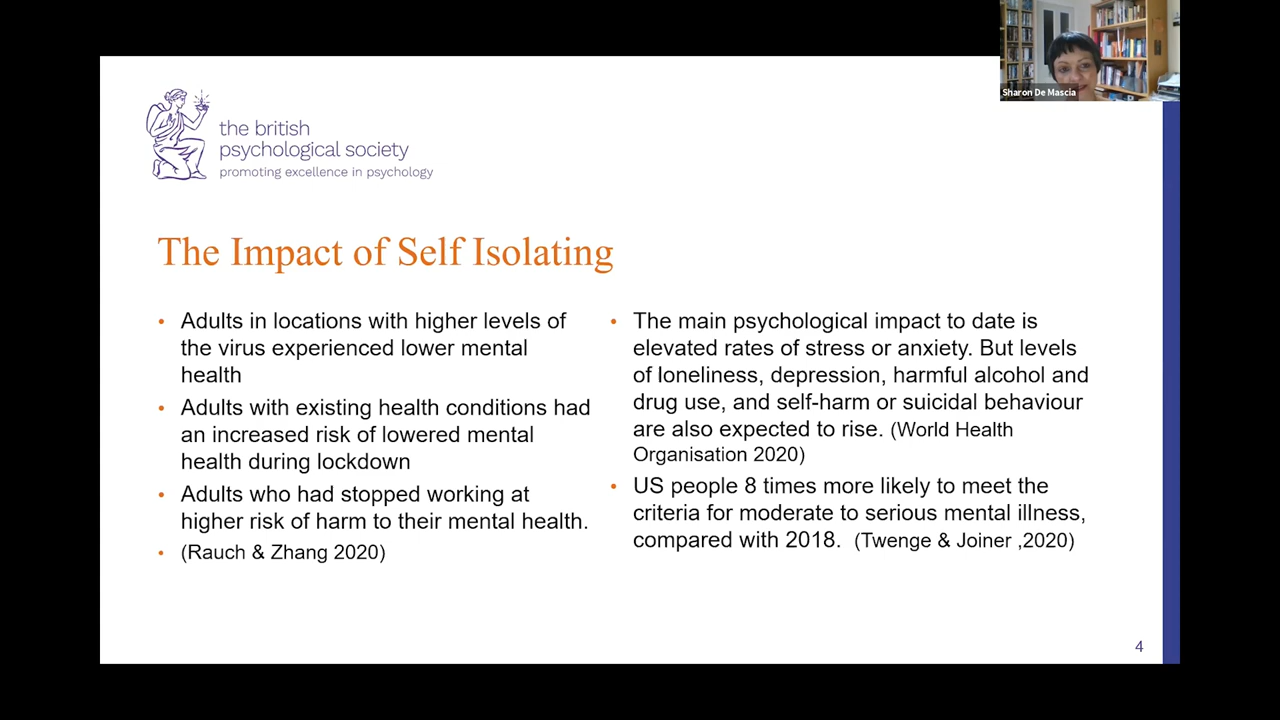 Sharon De Mascia
the british
psychological society
promoting excellence in psychology
The Impact of Self Isolating
• Adults in locations with higher levels of
the virus experienced lower mental
health
• Adults with existing health conditions had
an increased risk of lowered mental
health during lockdown
• Adults who had stopped working at
higher risk of harm to their mental health.
• (Rauch & Zhang 2020)
• The main psychological impact to date is
elevated rates of stress or anxiety. But levels
of loneliness, depression, harmful alcohol and
drug use, and self-harm or suicidal behaviour
are also expected to rise. (World Health
Organisation 2020)
• US people 8 times more likely to meet the
criteria for moderate to serious mental illness,
compared with 2018. (Twenge & Joiner ,2020)
4